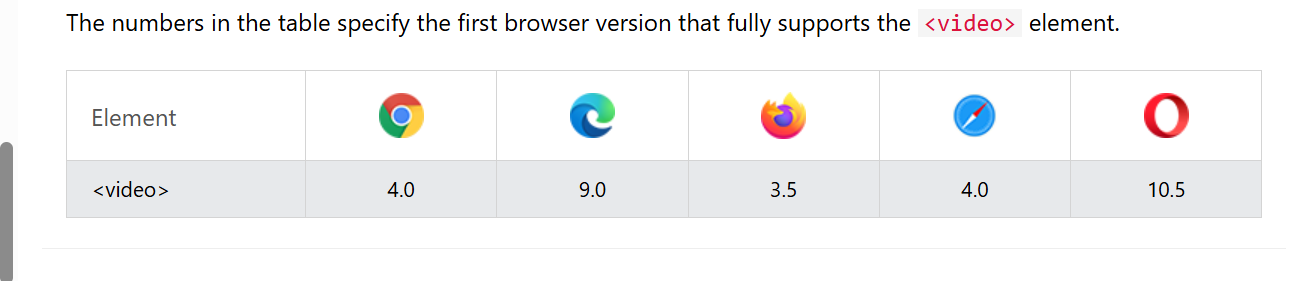 The numbers in the table specify the first browser version that fully supports the <video> element.
Element
<video> 4.0 9.0 3.5 4.0 10.5